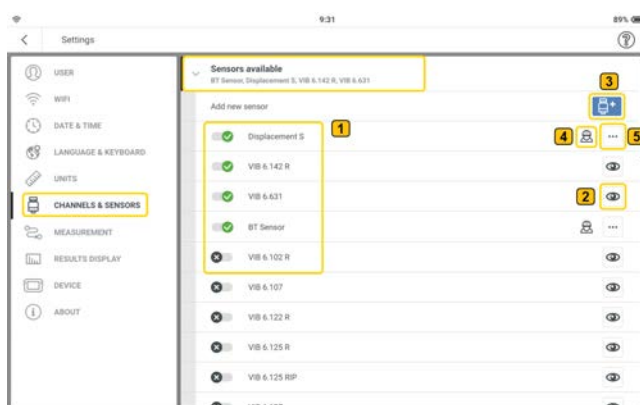 9:31
89%
Settings
USER
WIFI
DATE & TIME
LANGUAGE & KEYBOARD
UNITS
CHANNELS & SENSORS
MEASUREMENT
RESULTS DISPLAY
DEVICE
ABOUT
Sensors available
BT Sensor, Displacement S, VIB 6.142 R, VIB 6.631
3
Add new sensor
1
Displacement S
4
5
VIB 6.142 R
VIB 6.631
2
BT Sensor
VIB 6.102 R
VIB 6.107
VIB 6.122 R
VIB 6.125 R
VIB 6.125 RIP